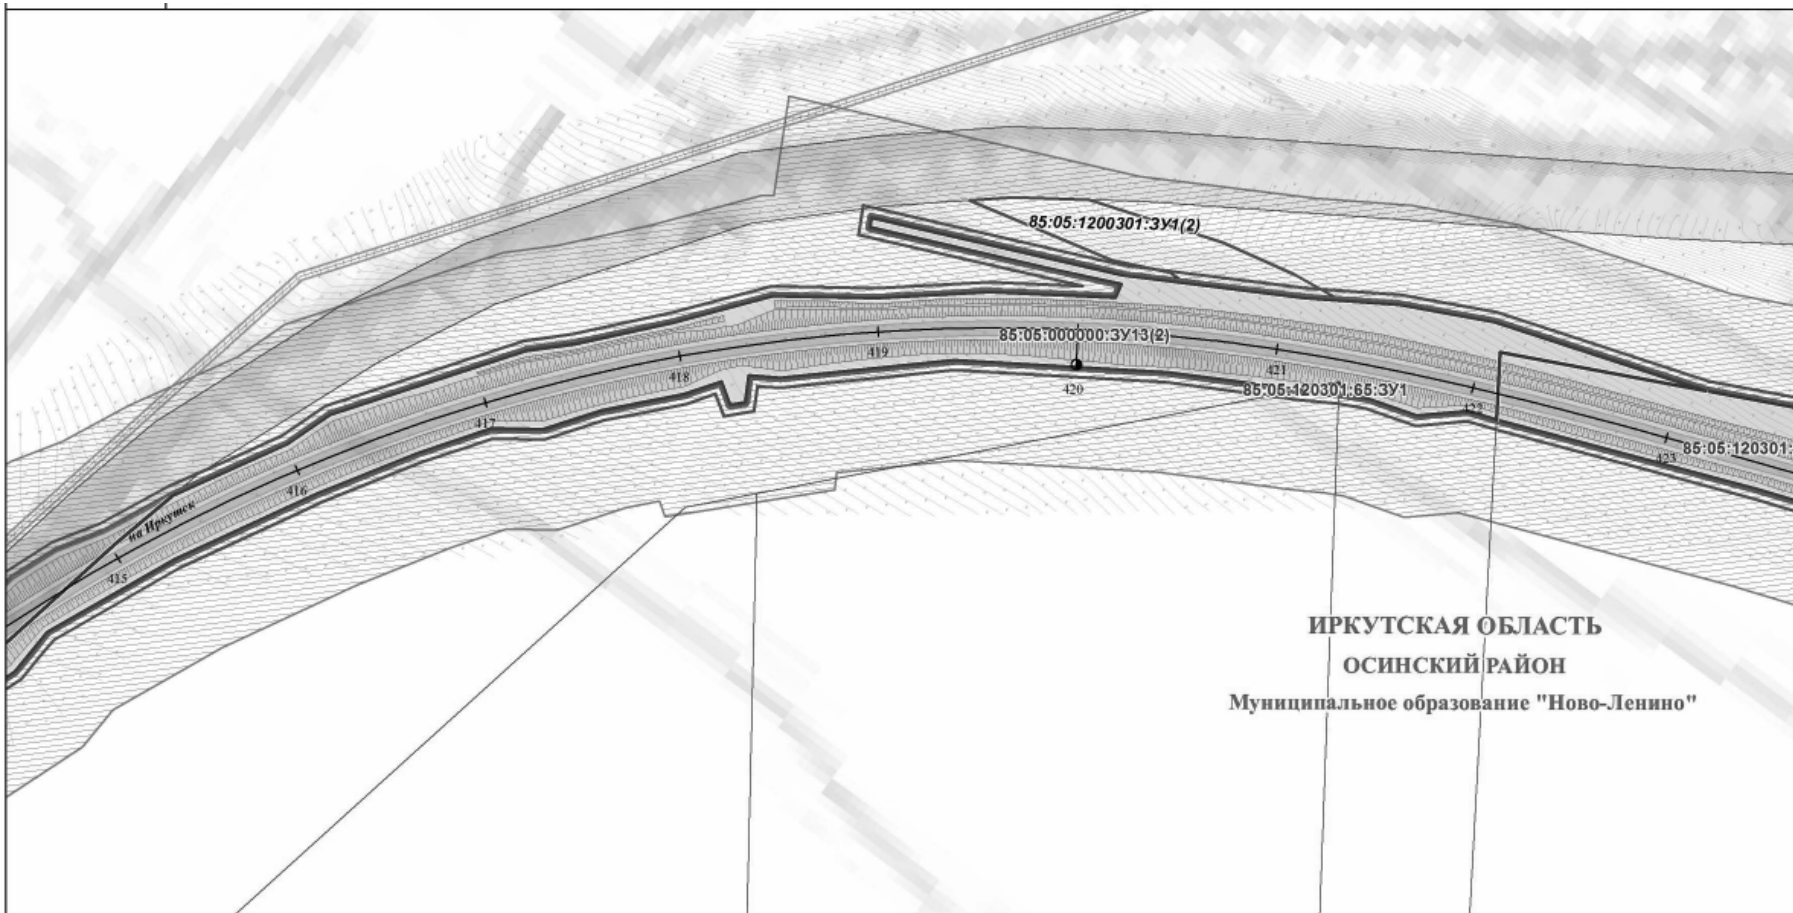 85:05:1200301:ЗУ1(2)
85:05:000000:ЗУ13(2)
419
418
420
421
85:05:120301:65:ЗУ1
417
422
423
85:05:120301:
416
на Иркутск
415
ИРКУТСКАЯ ОБЛАСТЬ
ОСИНСКИЙ РАЙОН
Муниципальное образование "Ново-Ленино"